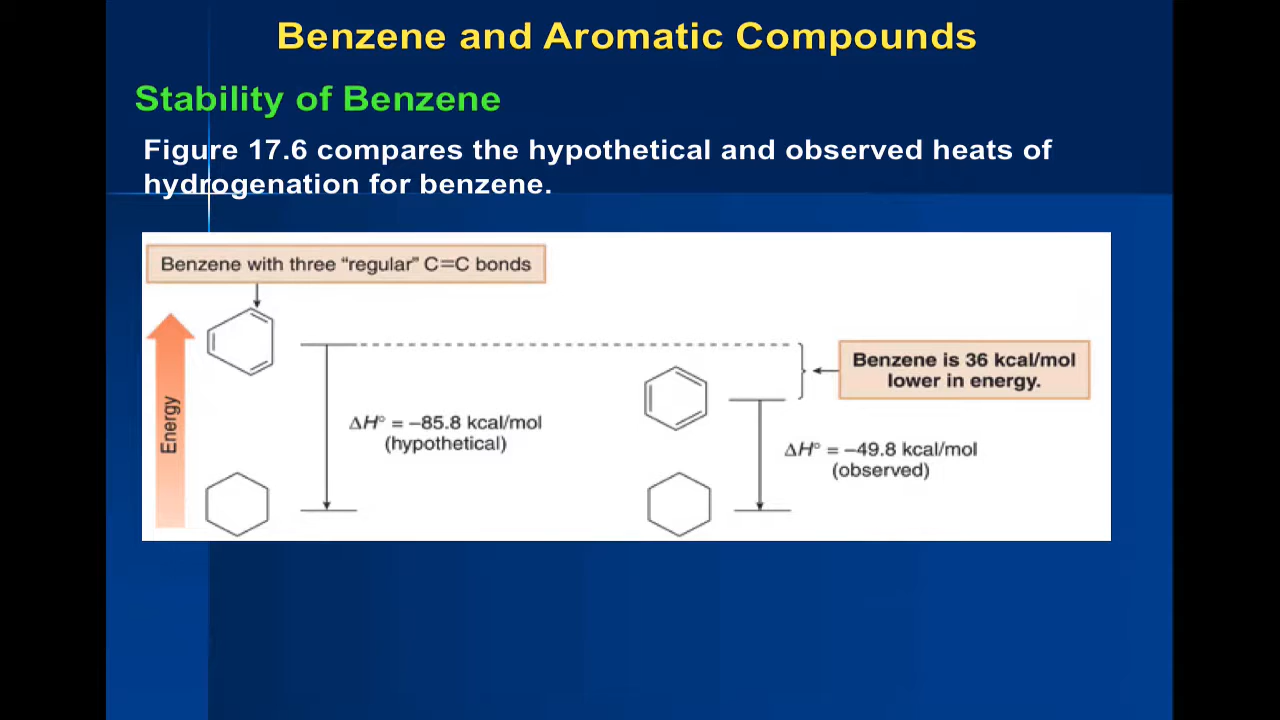 Benzene and Aromatic Compounds
Stability of Benzene
Figure 17.6 compares the hypothetical and observed heats of
hydrogenation for benzene.
Benzene with three “regular” C=C bonds
Energy
ΔH° = –85.8 kcal/mol
(hypothetical)
Benzene is 36 kcal/mol
lower in energy.
ΔH° = –49.8 kcal/mol
(observed)